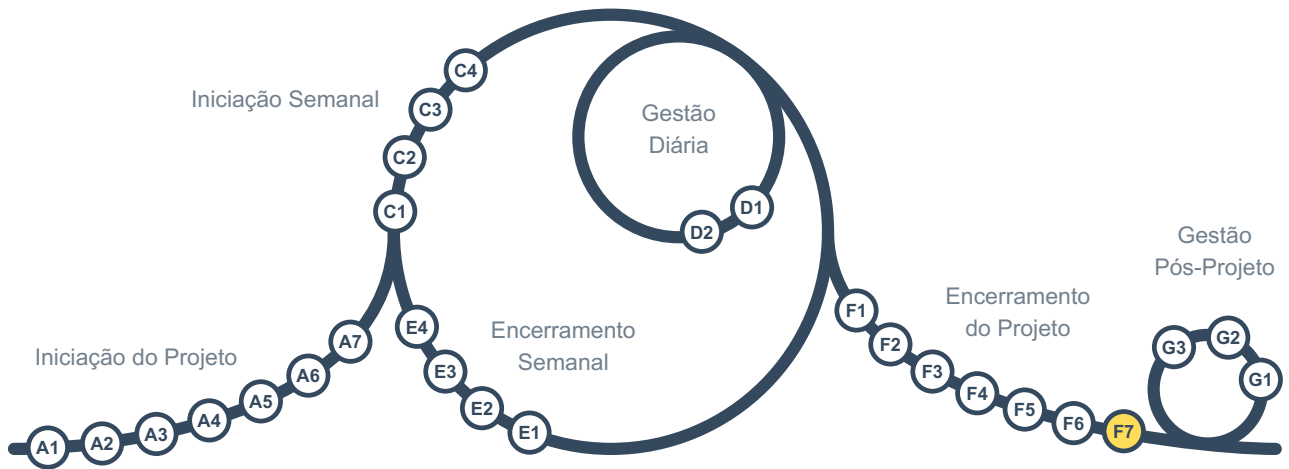 Iniciação do Projeto
A1
A2
A3
A4
A5
A6
A7
Iniciação Semanal
C1
C2
C3
C4
Gestão
Diária
D1
D2
Encerramento
Semanal
E1
E2
E3
E4
Encerramento
do Projeto
F1
F2
F3
F4
F5
F6
F7
Gestão
Pós-Projeto
G1
G2
G3